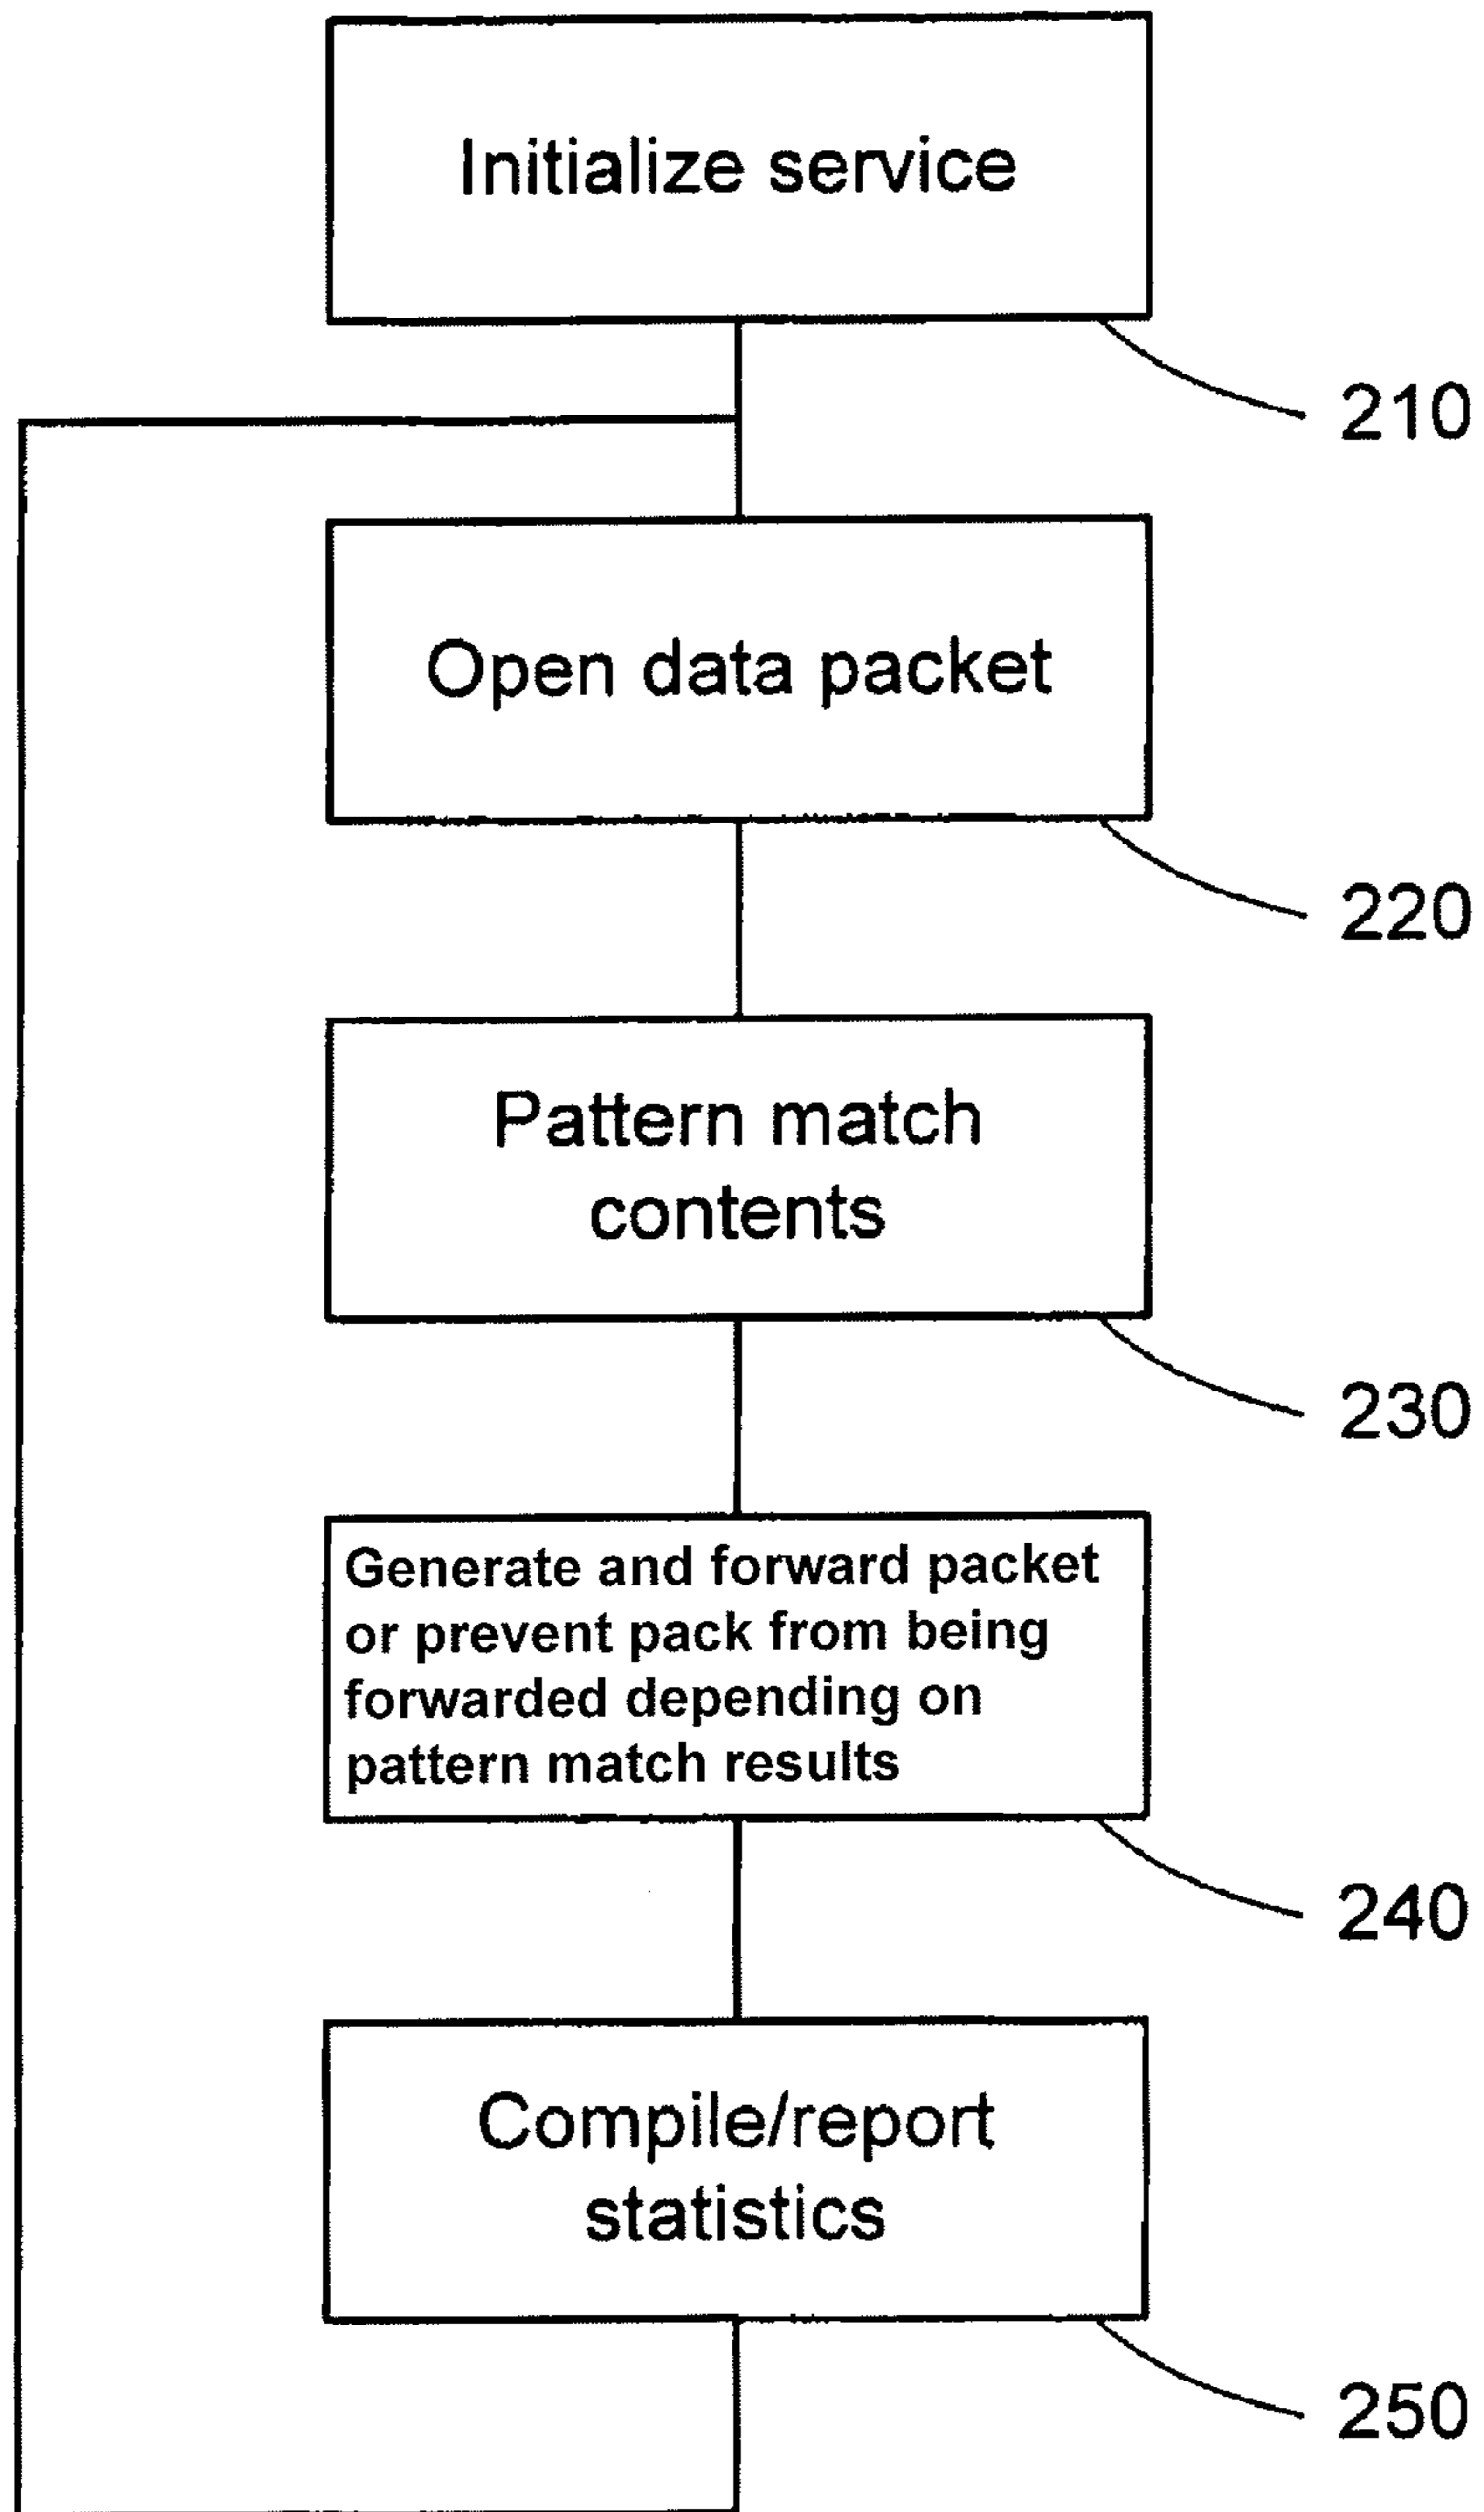 Initialize service
210
Open data packet
220
Pattern match
contents
230
Generate and forward packet
or prevent pack from being
forwarded depending on
pattern match results
240
Compile/report
statistics
250